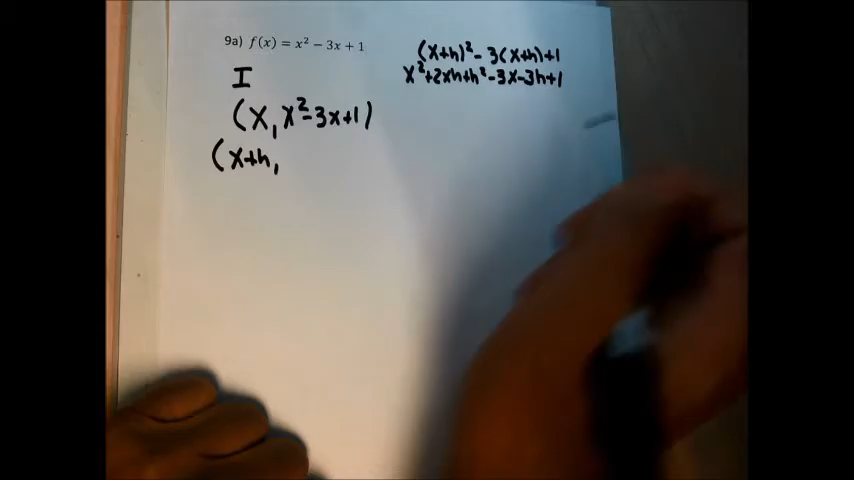 9a) f(x) = x² − 3x + 1
(x+h)² - 3(x+h)+1
x²+2xh+h²-3x-3h+1
I
(x, x²-3x+1)
(x+h,